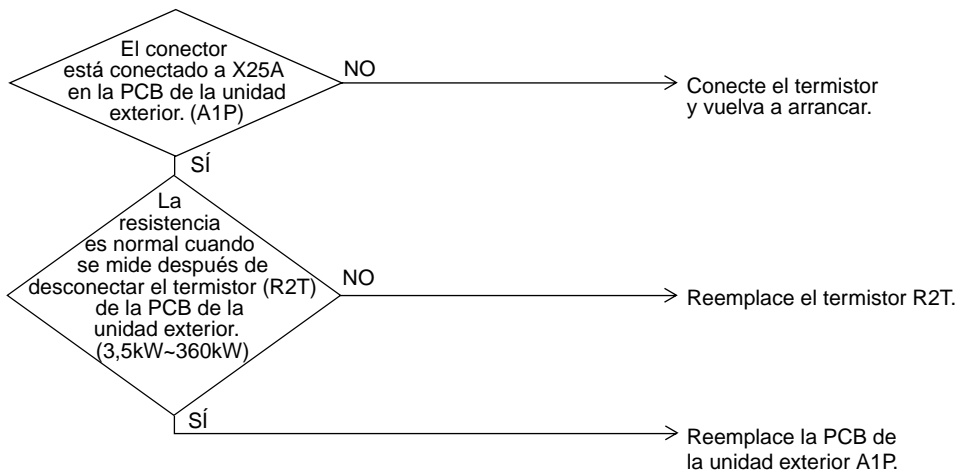 El conector
está conectado a X25A
en la PCB de la unidad
exterior. (A1P)
NO
Conecte el termistor
y vuelva a arrancar.
SÍ
La
resistencia
es normal cuando
se mide después de
desconectar el termistor (R2T)
de la PCB de la
unidad exterior.
(3,5kW~360kW)
NO
Reemplace el termistor R2T.
SÍ
Reemplace la PCB de
la unidad exterior A1P.